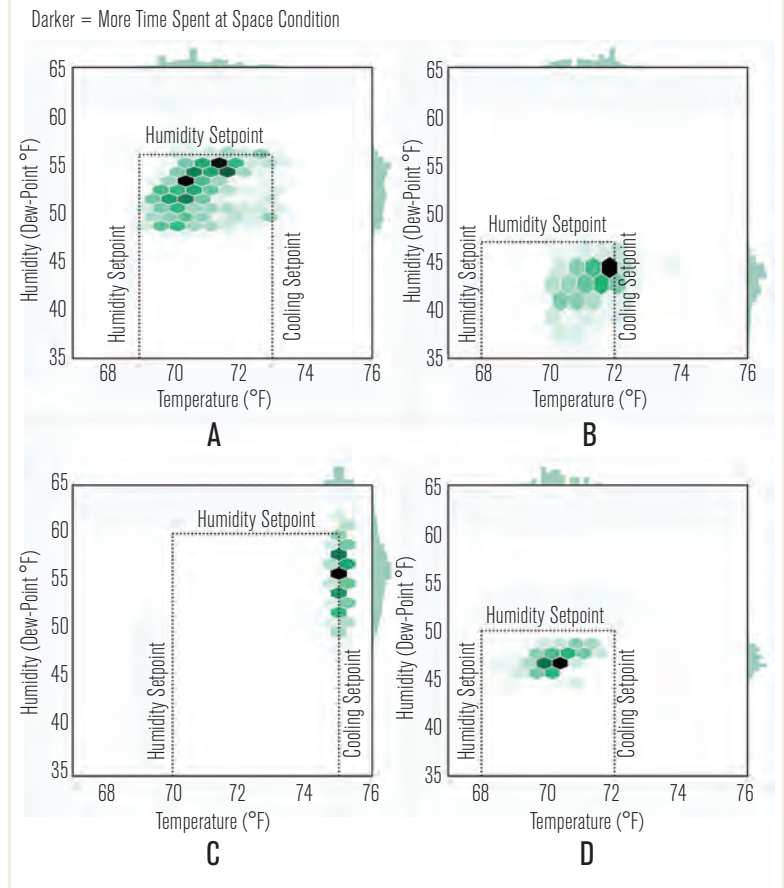 Darker = More Time Spent at Space Condition
65
60
55
50
45
40
35
Humidity (Dew-Point °F)
Humidity Setpoint
Humidity Setpoint
Cooling Setpoint
68
70
72
74
76
Temperature (°F)
A
65
60
55
50
45
40
35
Humidity (Dew-Point °F)
Humidity Setpoint
Humidity Setpoint
Cooling Setpoint
68
70
72
74
76
Temperature (°F)
B
65
60
55
50
45
40
35
Humidity (Dew-Point °F)
Humidity Setpoint
Humidity Setpoint
Cooling Setpoint
68
70
72
74
76
Temperature (°F)
C
65
60
55
50
45
40
35
Humidity (Dew-Point °F)
Humidity Setpoint
Humidity Setpoint
Cooling Setpoint
68
70
72
74
76
Temperature (°F)
D